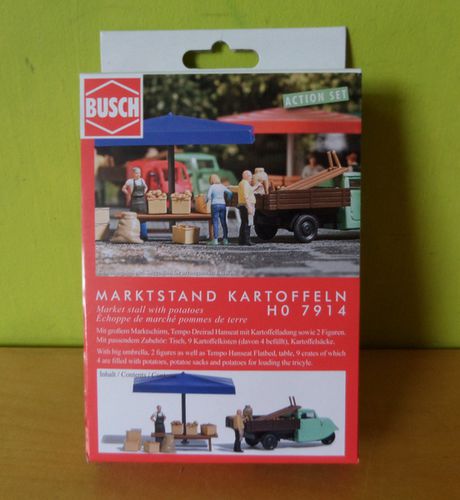 BUSCH
ACTION SET
MARKTSTAND KARTOFFELN
Market stall with potatoes H0 7914
Échoppe de marché pommes de terre
Mit großem Marktschirm, Tempo Dreirad Hanseat mit Kartoffelladung sowie 2 Figuren.
Mit passendem Zubehör: Tisch, 9 Kartoffelkisten (davon 4 befüllt), Kartoffelsäcke.
With big umbrella, 2 figures as well as Tempo Hanseat Flatbed, table, 9 crates of which
4 are filled with potatoes, potato sacks and potatoes for loading the tricyle.
Inhalt / Contents /